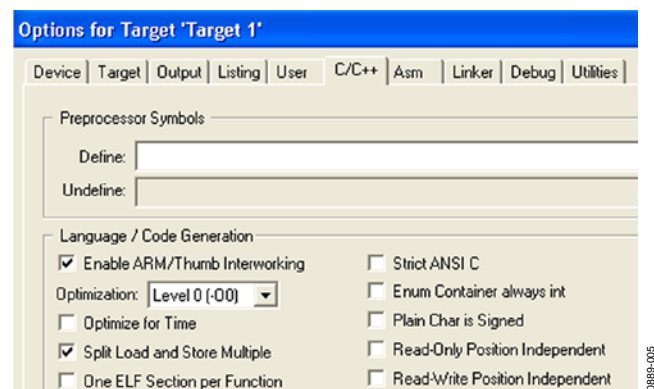 Options for Target 'Target 1'
Device Target Output Listing User C/C++ Asm Linker Debug Utilities
Preprocessor Symbols
Define:
Undefine:
Language / Code Generation
Enable ARM/Thumb Interworking
Strict ANSI C
Optimization: Level 0 (-O0)
Enum Container always int
Optimize for Time
Plain Char is Signed
Split Load and Store Multiple
Read-Only Position Independent
One ELF Section per Function
Read-Write Position Independent
0889-005